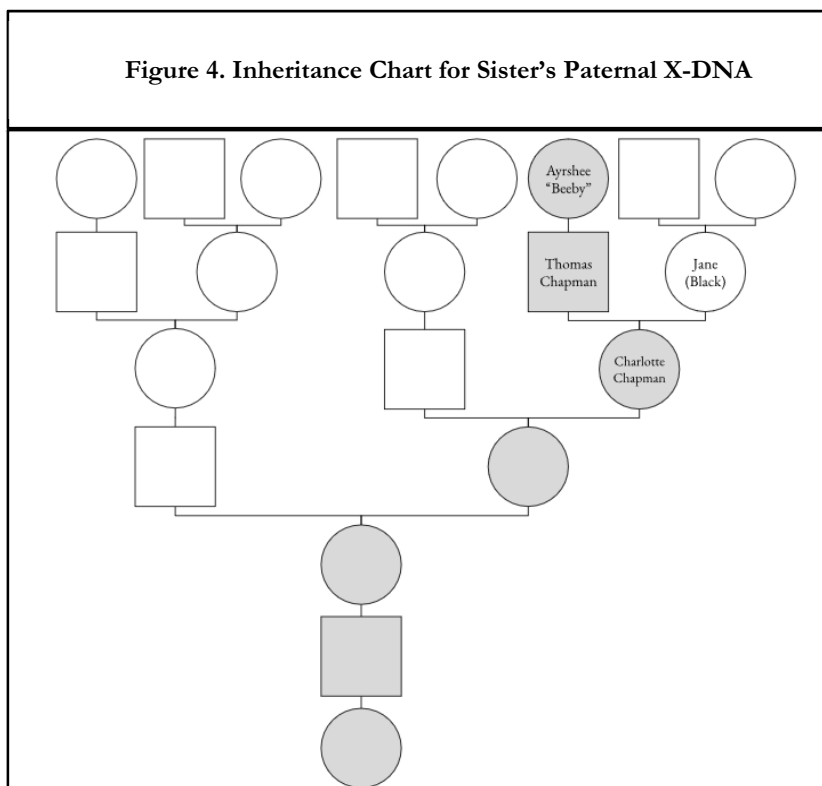 Figure 4. Inheritance Chart for Sister’s Paternal X-DNA
Ayrshee
“Beeby”
Thomas
Chapman
Jane
(Black)
Charlotte
Chapman